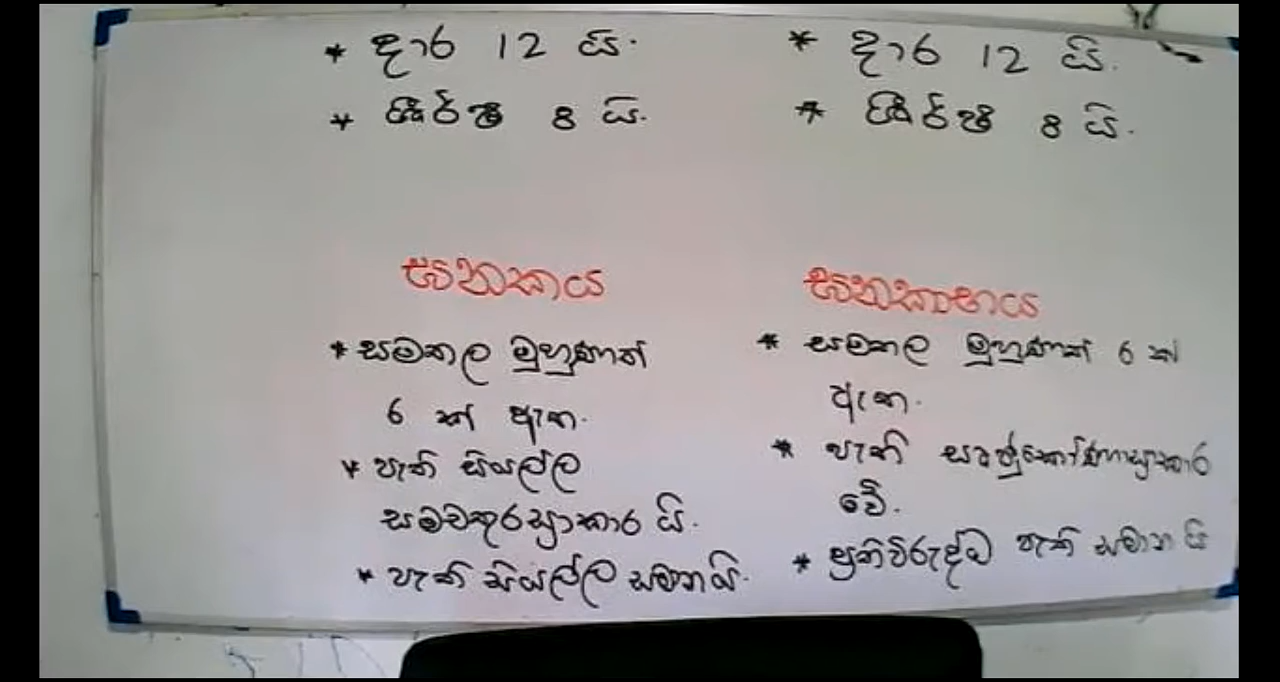 * දාර 12 යි.
* ශීර්ෂ 8 යි.
* දාර 12 යි.
* ශීර්ෂ 8 යි.
ඝනකය
* සමතල මුහුණත්
6 ක් ඇත.
* පැති සියල්ල
සමචතුරස්‍රාකාර යි.
* පැති සියල්ල සමානයි.
ඝනකාභය
* සමතල මුහුණත් 6 ක්
ඇත.
* පැති සෘජුකෝණාස්‍රාකාර
වේ.
* ප්‍රතිවිරුද්ධ පැති සමාන යි